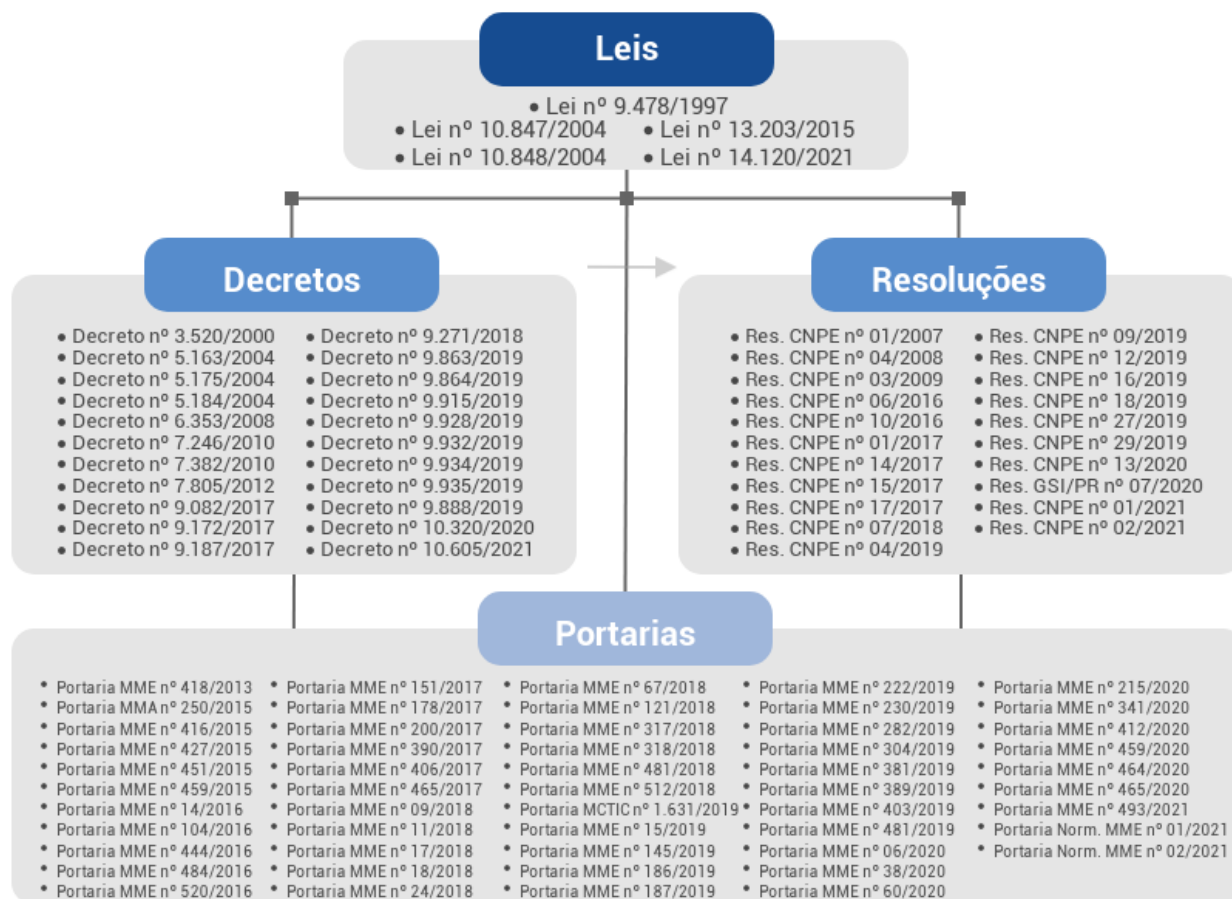 Leis
• Lei nº 9.478/1997
• Lei nº 10.847/2004
• Lei nº 10.848/2004
• Lei nº 13.203/2015
• Lei nº 14.120/2021
Decretos
• Decreto nº 3.520/2000
• Decreto nº 5.163/2004
• Decreto nº 5.175/2004
• Decreto nº 5.184/2004
• Decreto nº 6.353/2008
• Decreto nº 7.246/2010
• Decreto nº 7.382/2010
• Decreto nº 7.805/2012
• Decreto nº 9.082/2017
• Decreto nº 9.172/2017
• Decreto nº 9.187/2017
• Decreto nº 9.271/2018
• Decreto nº 9.863/2019
• Decreto nº 9.864/2019
• Decreto nº 9.915/2019
• Decreto nº 9.928/2019
• Decreto nº 9.932/2019
• Decreto nº 9.934/2019
• Decreto nº 9.935/2019
• Decreto nº 9.888/2019
• Decreto nº 10.320/2020
• Decreto nº 10.605/2021
Resoluções
• Res. CNPE nº 01/2007
• Res. CNPE nº 04/2008
• Res. CNPE nº 03/2009
• Res. CNPE nº 06/2016
• Res. CNPE nº 10/2016
• Res. CNPE nº 01/2017
• Res. CNPE nº 14/2017
• Res. CNPE nº 15/2017
• Res. CNPE nº 17/2017
• Res. CNPE nº 07/2018
• Res. CNPE nº 04/2019
• Res. CNPE nº 09/2019
• Res. CNPE nº 12/2019
• Res. CNPE nº 16/2019
• Res. CNPE nº 18/2019
• Res. CNPE nº 27/2019
• Res. CNPE nº 29/2019
• Res. CNPE nº 13/2020
• Res. GSI/PR nº 07/2020
• Res. CNPE nº 01/2021
• Res. CNPE nº 02/2021
Portarias
• Portaria MME nº 418/2013
• Portaria MMA nº 250/2015
• Portaria MME nº 416/2015
• Portaria MME nº 427/2015
• Portaria MME nº 451/2015
• Portaria MME nº 459/2015
• Portaria MME nº 14/2016
• Portaria MME nº 104/2016
• Portaria MME nº 444/2016
• Portaria MME nº 484/2016
• Portaria MME nº 520/2016
• Portaria MME nº 151/2017
• Portaria MME nº 178/2017
• Portaria MME nº 200/2017
• Portaria MME nº 390/2017
• Portaria MME nº 406/2017
• Portaria MME nº 465/2017
• Portaria MME nº 09/2018
• Portaria MME nº 11/2018
• Portaria MME nº 17/2018
• Portaria MME nº 18/2018
• Portaria MME nº 24/2018
• Portaria MME nº 67/2018
• Portaria MME nº 121/2018
• Portaria MME nº 317/2018
• Portaria MME nº 318/2018
• Portaria MME nº 481/2018
• Portaria MME nº 512/2018
• Portaria MCTIC nº 1.631/2019
• Portaria MME nº 15/2019
• Portaria MME nº 145/2019
• Portaria MME nº 186/2019
• Portaria MME nº 187/2019
• Portaria MME nº 222/2019
• Portaria MME nº 230/2019
• Portaria MME nº 282/2019
• Portaria MME nº 304/2019
• Portaria MME nº 381/2019
• Portaria MME nº 389/2019
• Portaria MME nº 403/2019
• Portaria MME nº 481/2019
• Portaria MME nº 06/2020
• Portaria MME nº 38/2020
• Portaria MME nº 60/2020
• Portaria MME nº 215/2020
• Portaria MME nº 341/2020
• Portaria MME nº 412/2020
• Portaria MME nº 459/2020
• Portaria MME nº 464/2020
• Portaria MME nº 465/2020
• Portaria MME nº 493/2021
• Portaria Norm. MME nº 01/2021
• Portaria Norm. MME nº 02/2021